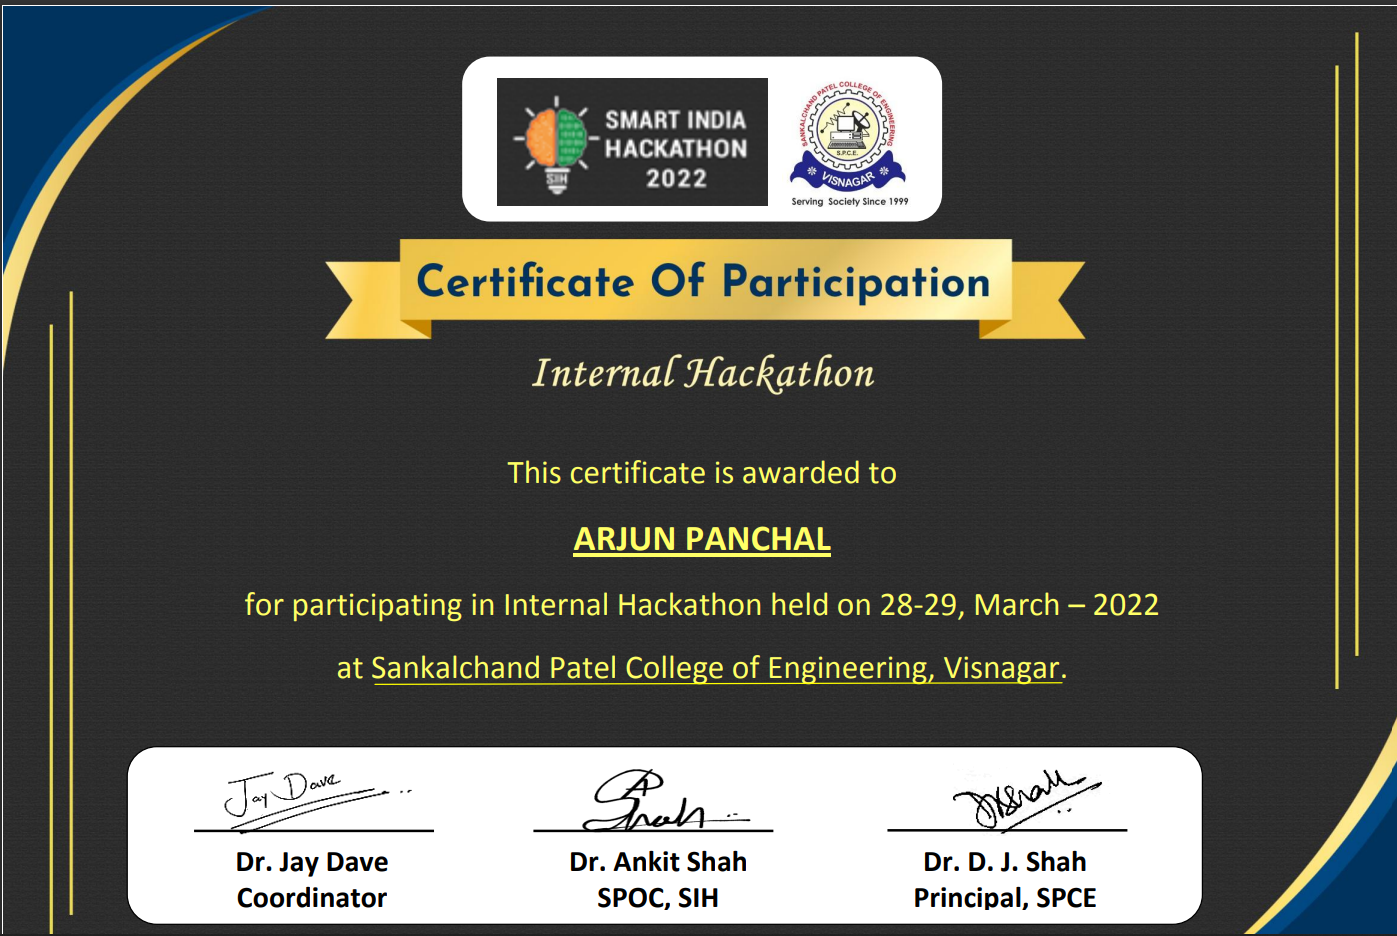 SMART INDIA
HACKATHON
2022
SIH
SANKALCHAND PATEL COLLEGE OF ENGINEERING
S.P.C.E.
VISNAGAR
Serving Society Since 1999
Certificate Of Participation
Internal Hackathon
This certificate is awarded to
ARJUN PANCHAL
for participating in Internal Hackathon held on 28-29, March – 2022
at Sankalchand Patel College of Engineering, Visnagar.
Jay Dave
Shah
DJShah
Dr. Jay Dave
Coordinator
Dr. Ankit Shah
SPOC, SIH
Dr. D. J. Shah
Principal, SPCE